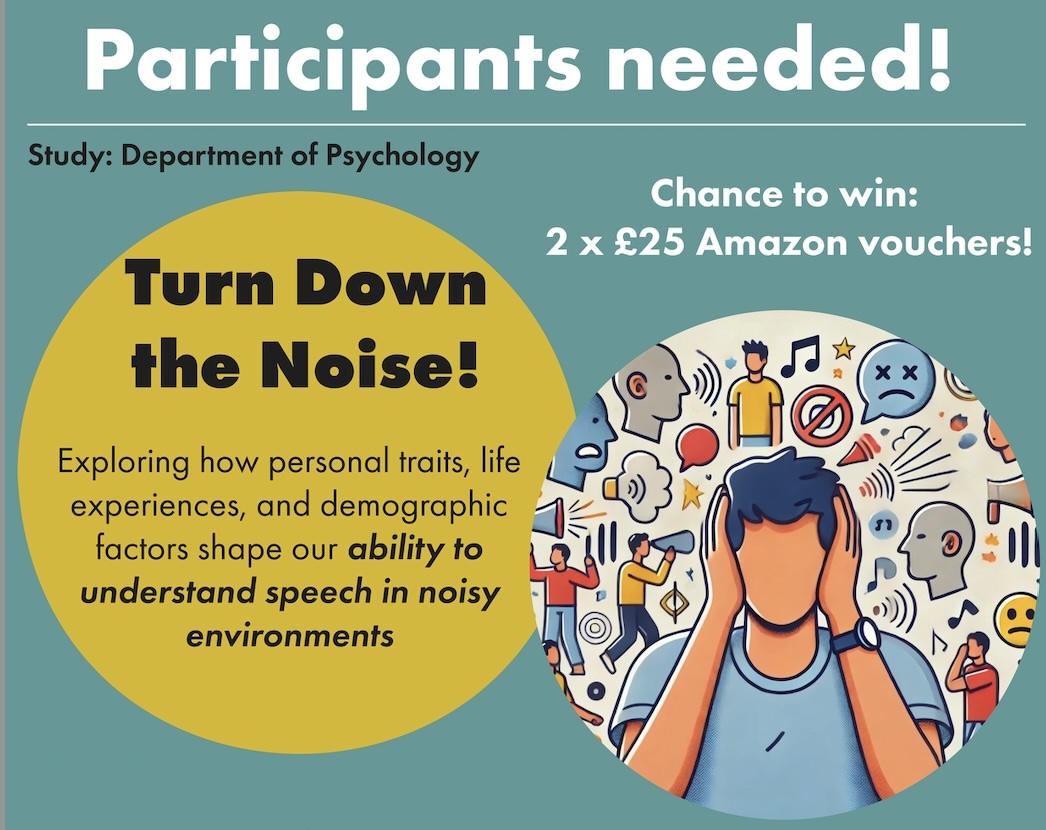 Participants needed!
Study: Department of Psychology
Chance to win:
2 x £25 Amazon vouchers!
Turn Down
the Noise!
Exploring how personal traits, life
experiences, and demographic
factors shape our ability to
understand speech in noisy
environments